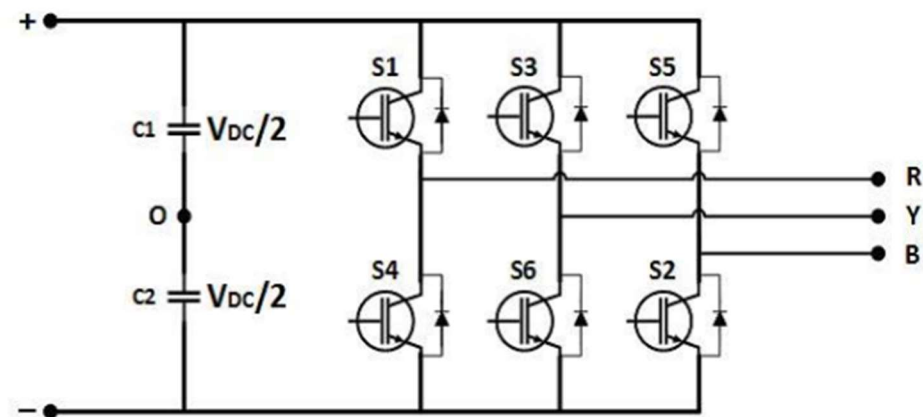 +
S1 S3 S5
C1 VDC/2
R
O Y
B
S4 S6 S2
C2 VDC/2
−